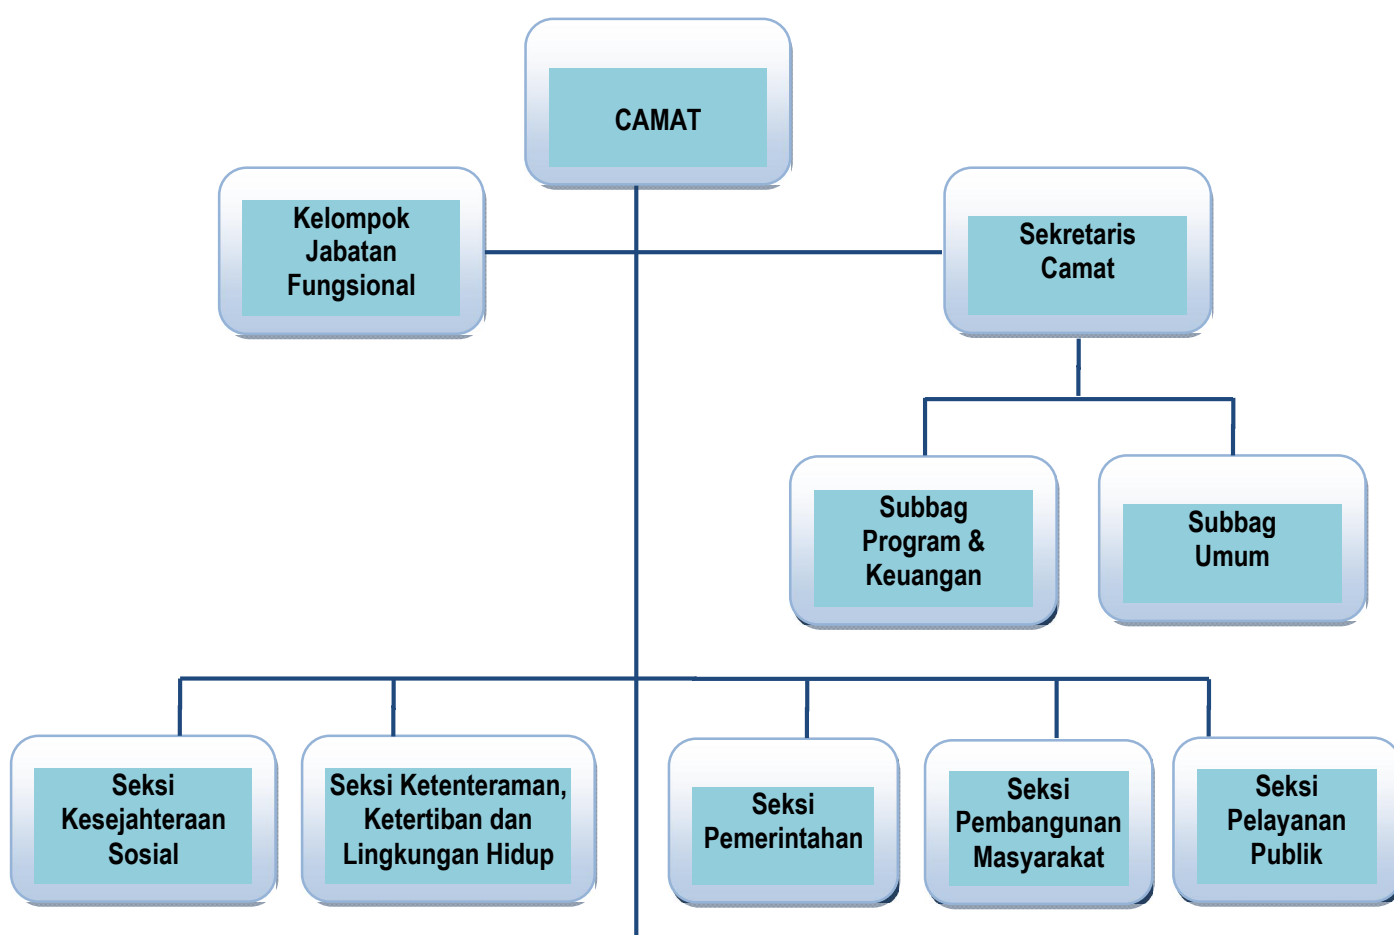 CAMAT
Kelompok
Jabatan
Fungsional
Sekretaris
Camat
Subbag
Program &
Keuangan
Subbag
Umum
Seksi
Kesejahteraan
Sosial
Seksi Ketenteraman,
Ketertiban dan
Lingkungan Hidup
Seksi
Pemerintahan
Seksi
Pembangunan
Masyarakat
Seksi
Pelayanan
Publik